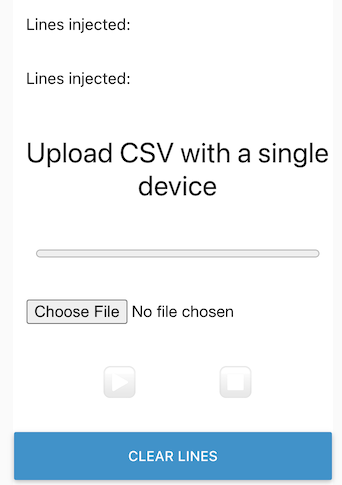 Lines injected:
Lines injected:
Upload CSV with a single
device
Choose File No file chosen
CLEAR LINES